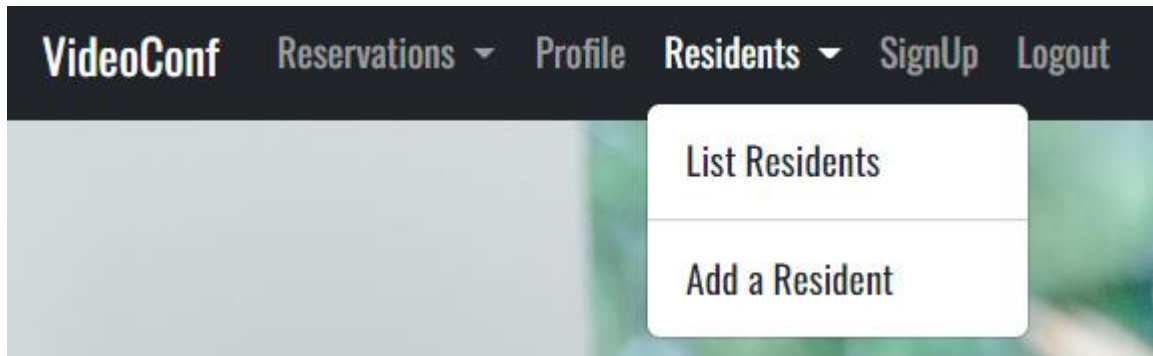 VideoConf Reservations Profile Residents SignUp Logout
List Residents
Add a Resident